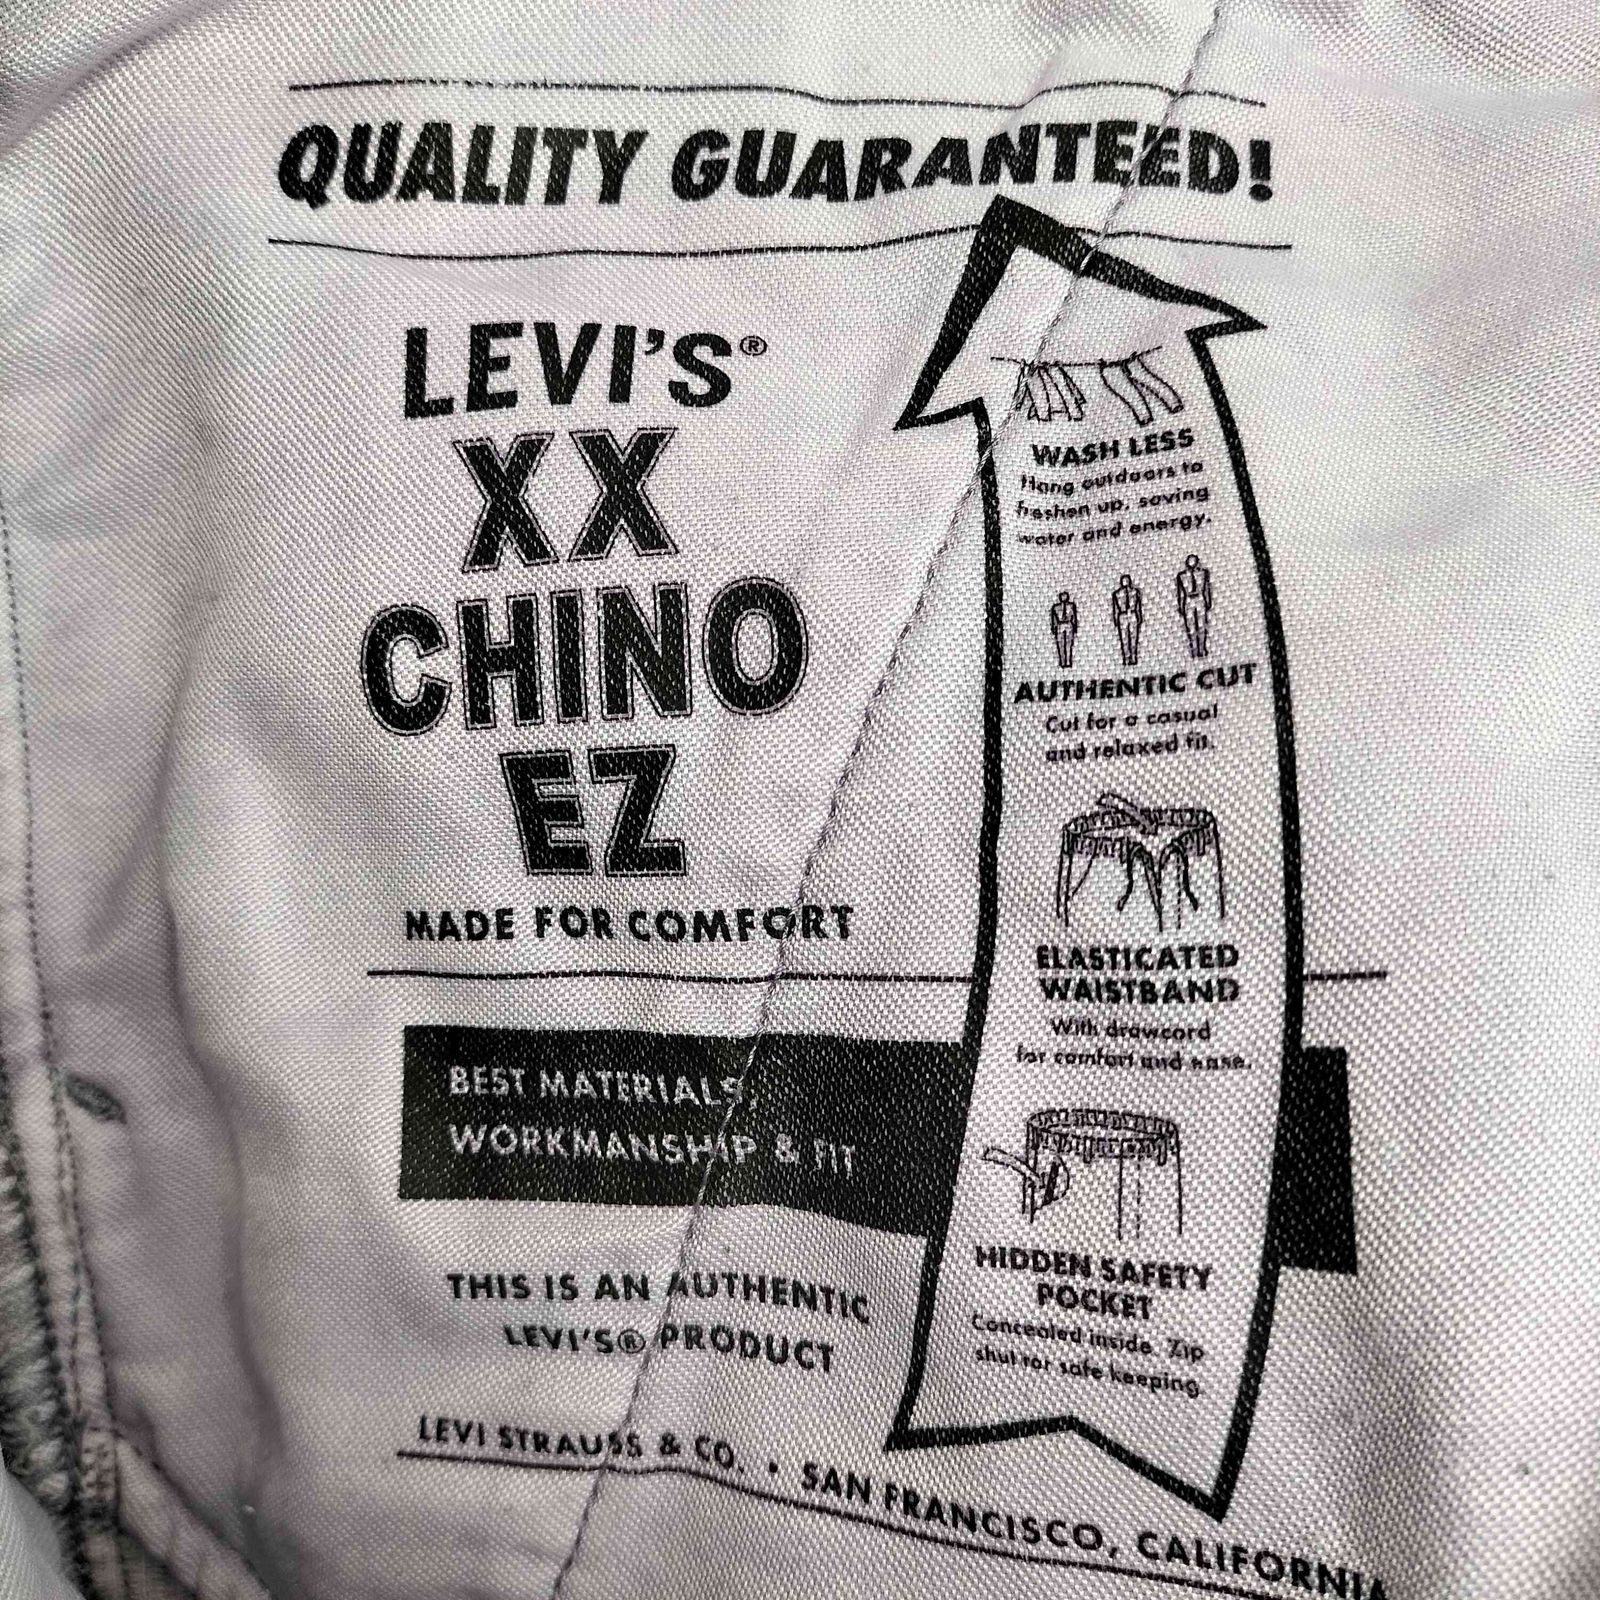 QUALITY GUARANTEED!
LEVI'S®
XX
CHINO
EZ
MADE FOR COMFORT
BEST MATERIALS,
WORKMANSHIP & FIT
THIS IS AN AUTHENTIC
LEVI'S® PRODUCT
LEVI STRAUSS & CO. • SAN FRANCISCO, CALIFORNIA
WASH LESS
Hang outdoors to
freshen up, saving
water and energy.
AUTHENTIC CUT
Cut for a casual
and relaxed fit.
ELASTICATED
WAISTBAND
With drawcord
for comfort and ease.
HIDDEN SAFETY
POCKET
Concealed inside. Zip
shut for safe keeping.